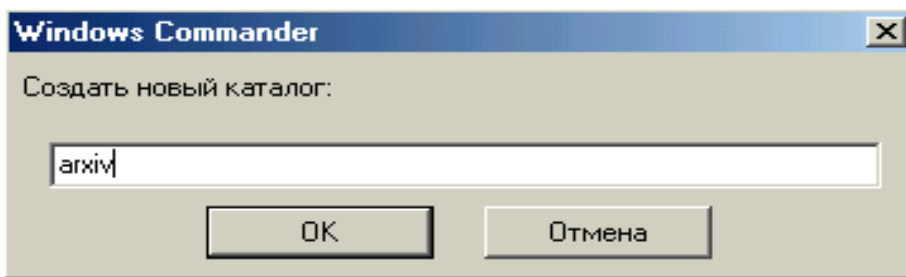 Windows Commander
Создать новый каталог:
arxiv
OK
Отмена